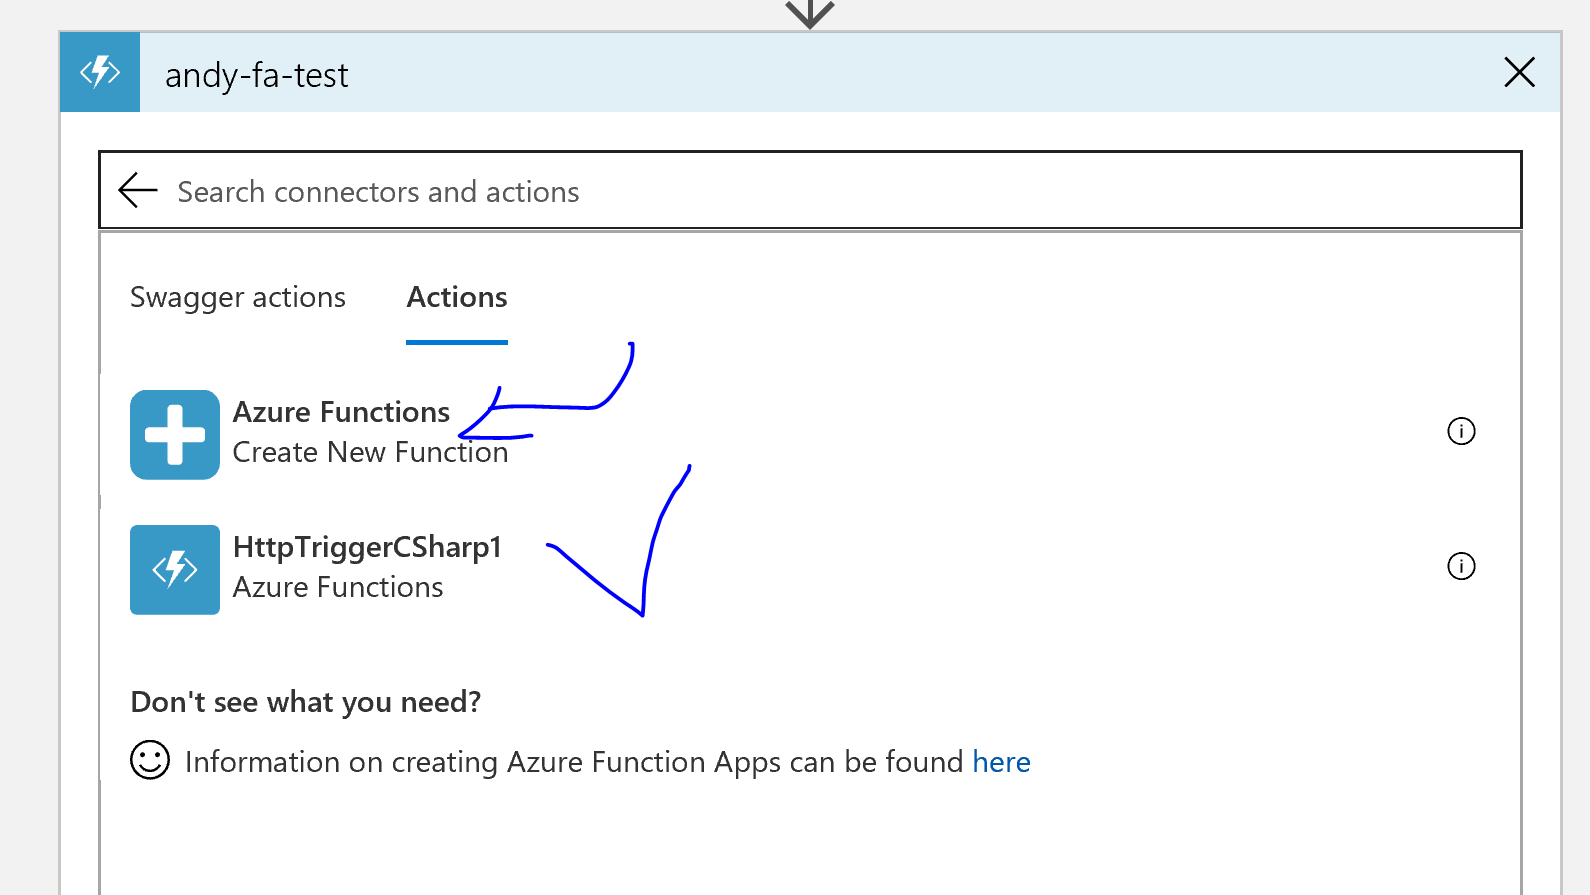 andy-fa-test
Search connectors and actions
Swagger actions Actions
Azure Functions
Create New Function
HttpTriggerCSharp1
Azure Functions
Don't see what you need?
Information on creating Azure Function Apps can be found here